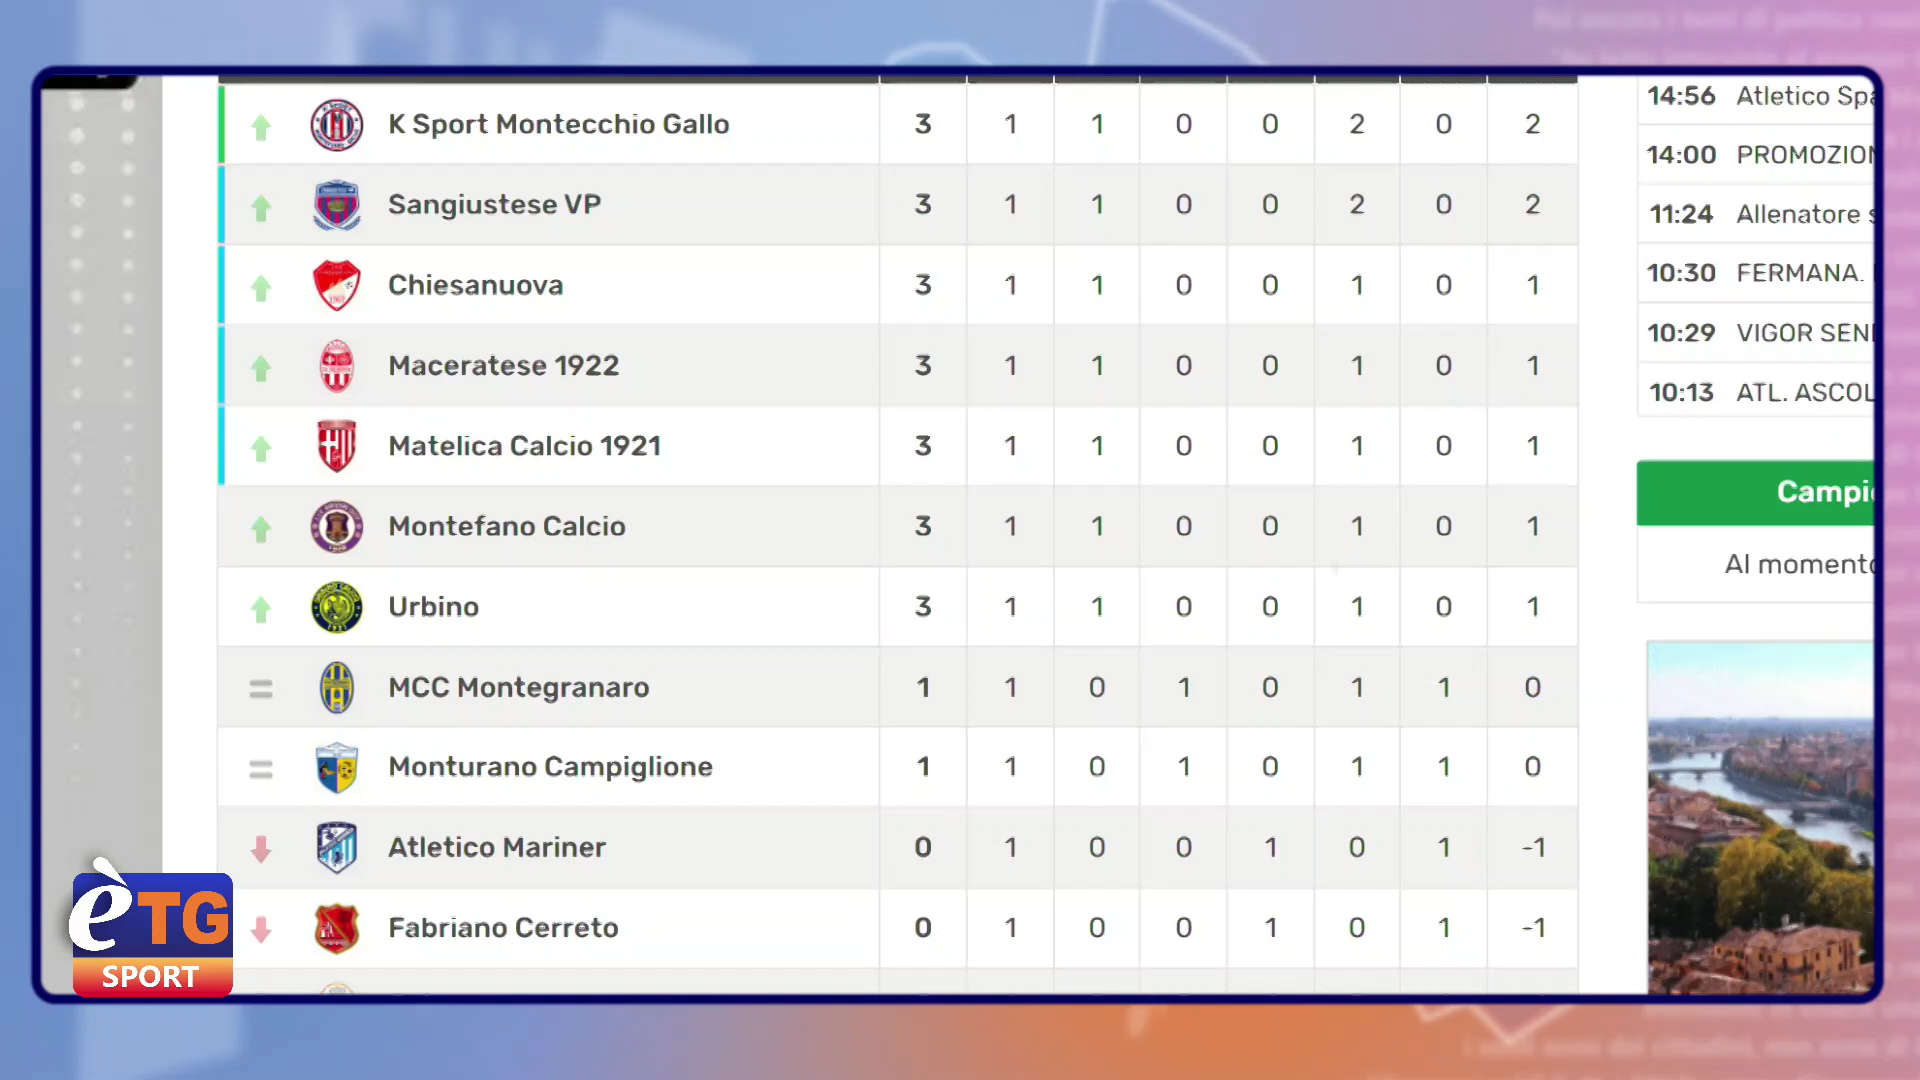 K Sport Montecchio Gallo 3 1 1 0 0 2 0 2
Sangiustese VP 3 1 1 0 0 2 0 2
Chiesanuova 3 1 1 0 0 1 0 1
Maceratese 1922 3 1 1 0 0 1 0 1
Matelica Calcio 1921 3 1 1 0 0 1 0 1
Montefano Calcio 3 1 1 0 0 1 0 1
Urbino 3 1 1 0 0 1 0 1
MCC Montegranaro 1 1 0 1 0 1 1 0
Monturano Campiglione 1 1 0 1 0 1 1 0
Atletico Mariner 0 1 0 0 1 0 1 -1
Fabriano Cerreto 0 1 0 0 1 0 1 -1
14:56 Atletico Spa
14:00 PROMOZION
11:24 Allenatore s
10:30 FERMANA.
10:29 VIGOR SENI
10:13 ATL. ASCOL
Campi
Al momento
èTG
SPORT